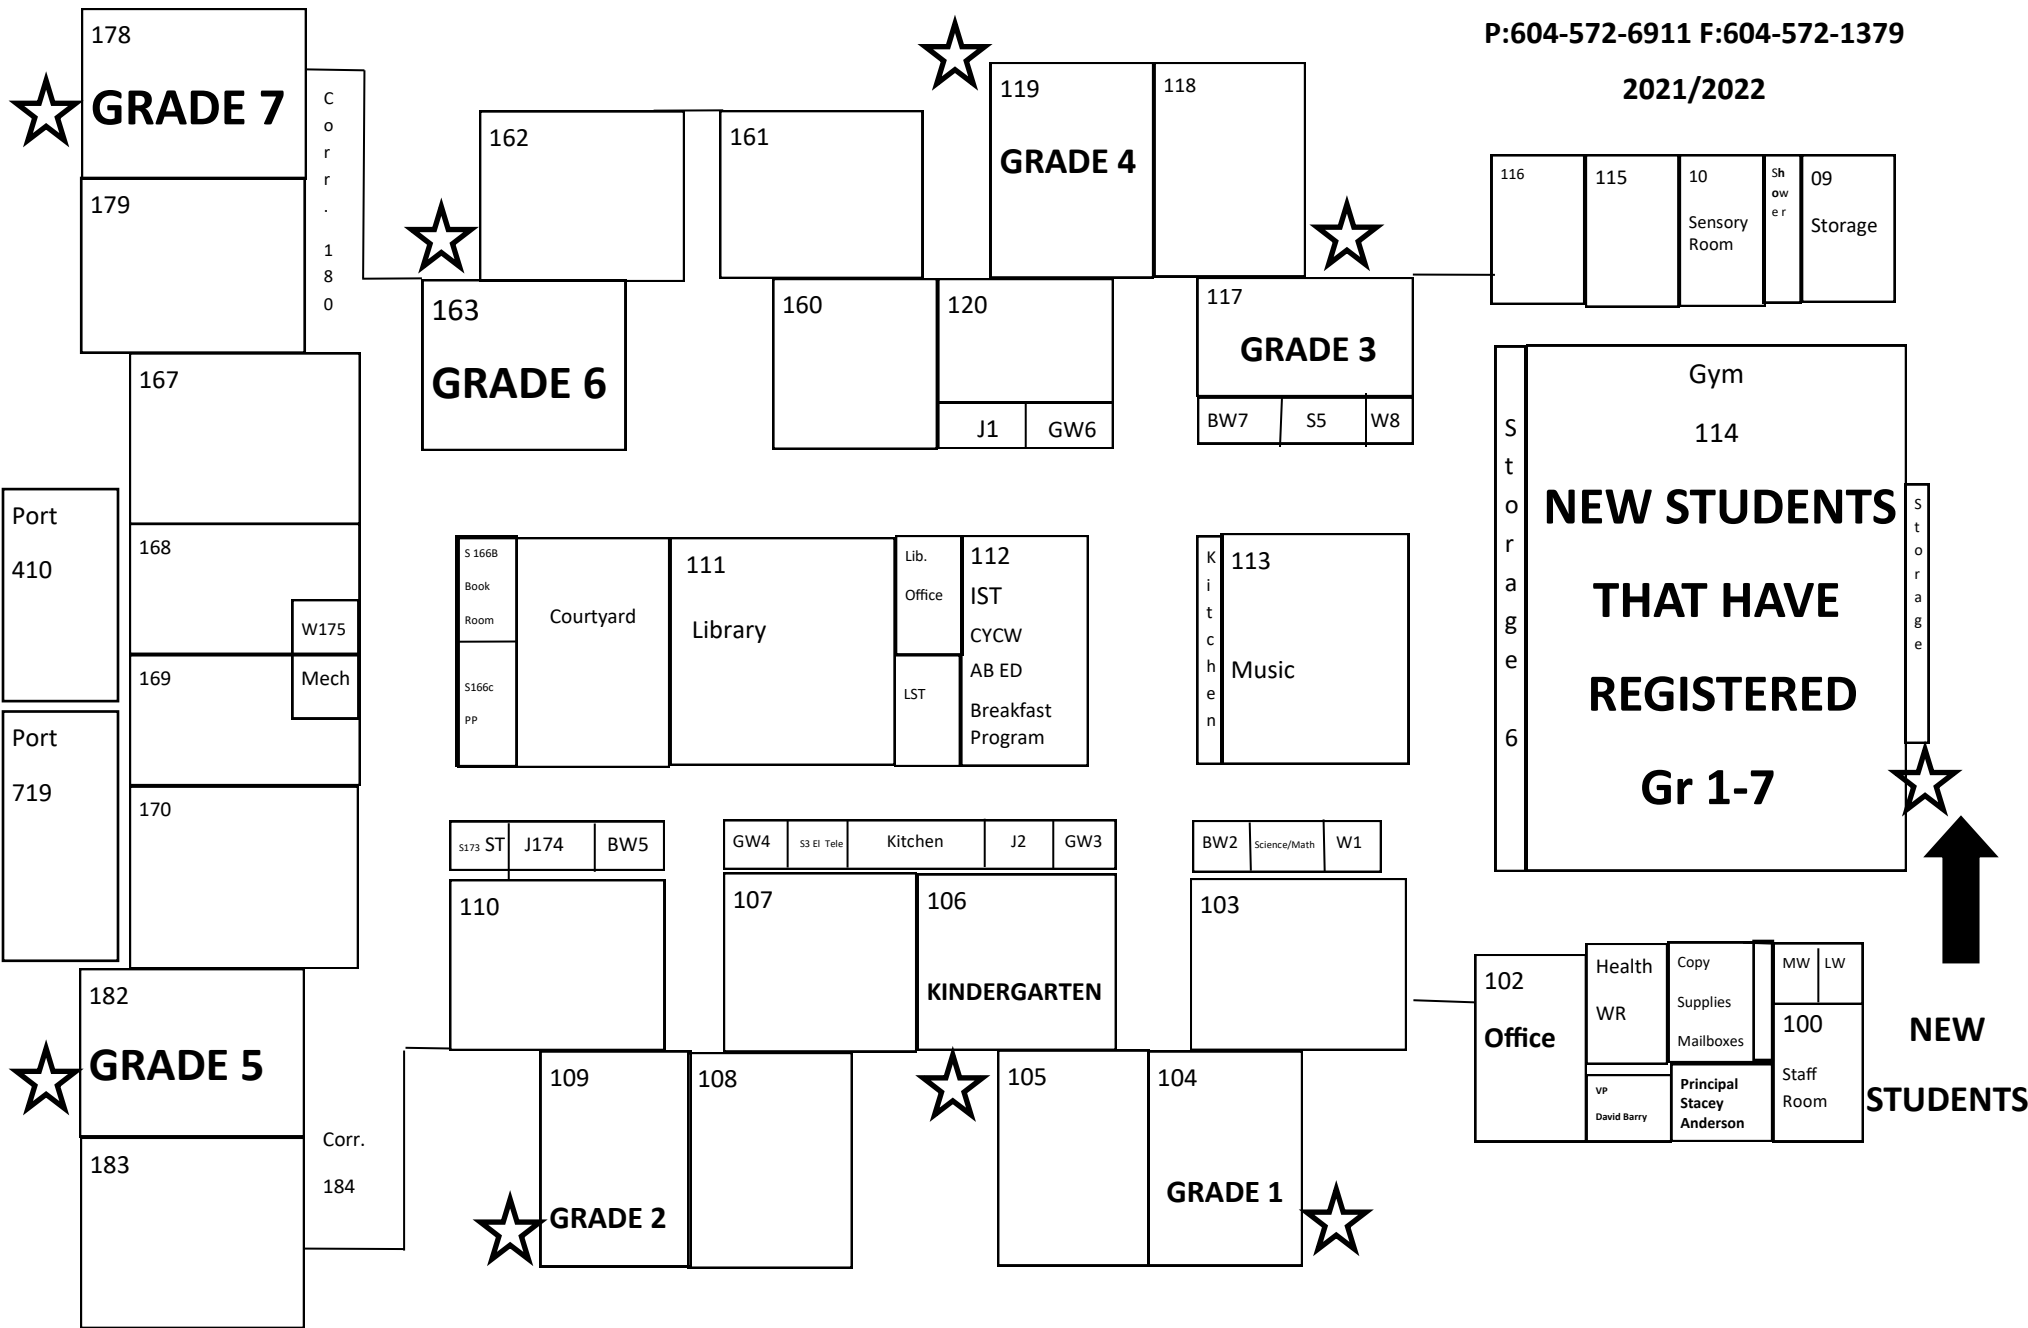 P:604-572-6911 F:604-572-1379
2021/2022
178
GRADE 7
179
Corr. 180
162
161
119
GRADE 4
118
116
115
10
Sensory
Room
Shower
09
Storage
163
GRADE 6
160
120
J1
GW6
117
GRADE 3
BW7
S5
W8
167
168
W175
169
Mech
170
Port
410
Port
719
S 166B
Book
Room
S166c
PP
Courtyard
111
Library
Lib.
Office
LST
112
IST
CYCW
AB ED
Breakfast
Program
Kitchen
113
Music
Storage 6
Gym
114
NEW STUDENTS
THAT HAVE
REGISTERED
Gr 1-7
Storage
S173 ST
J174
BW5
GW4
S3 El Tele
Kitchen
J2
GW3
BW2
Science/Math
W1
110
107
106
KINDERGARTEN
103
182
GRADE 5
183
Corr.
184
109
GRADE 2
108
105
104
GRADE 1
102
Office
Health
WR
VP
David Barry
Copy
Supplies
Mailboxes
Principal
Stacey
Anderson
MW
LW
100
Staff
Room
NEW
STUDENTS